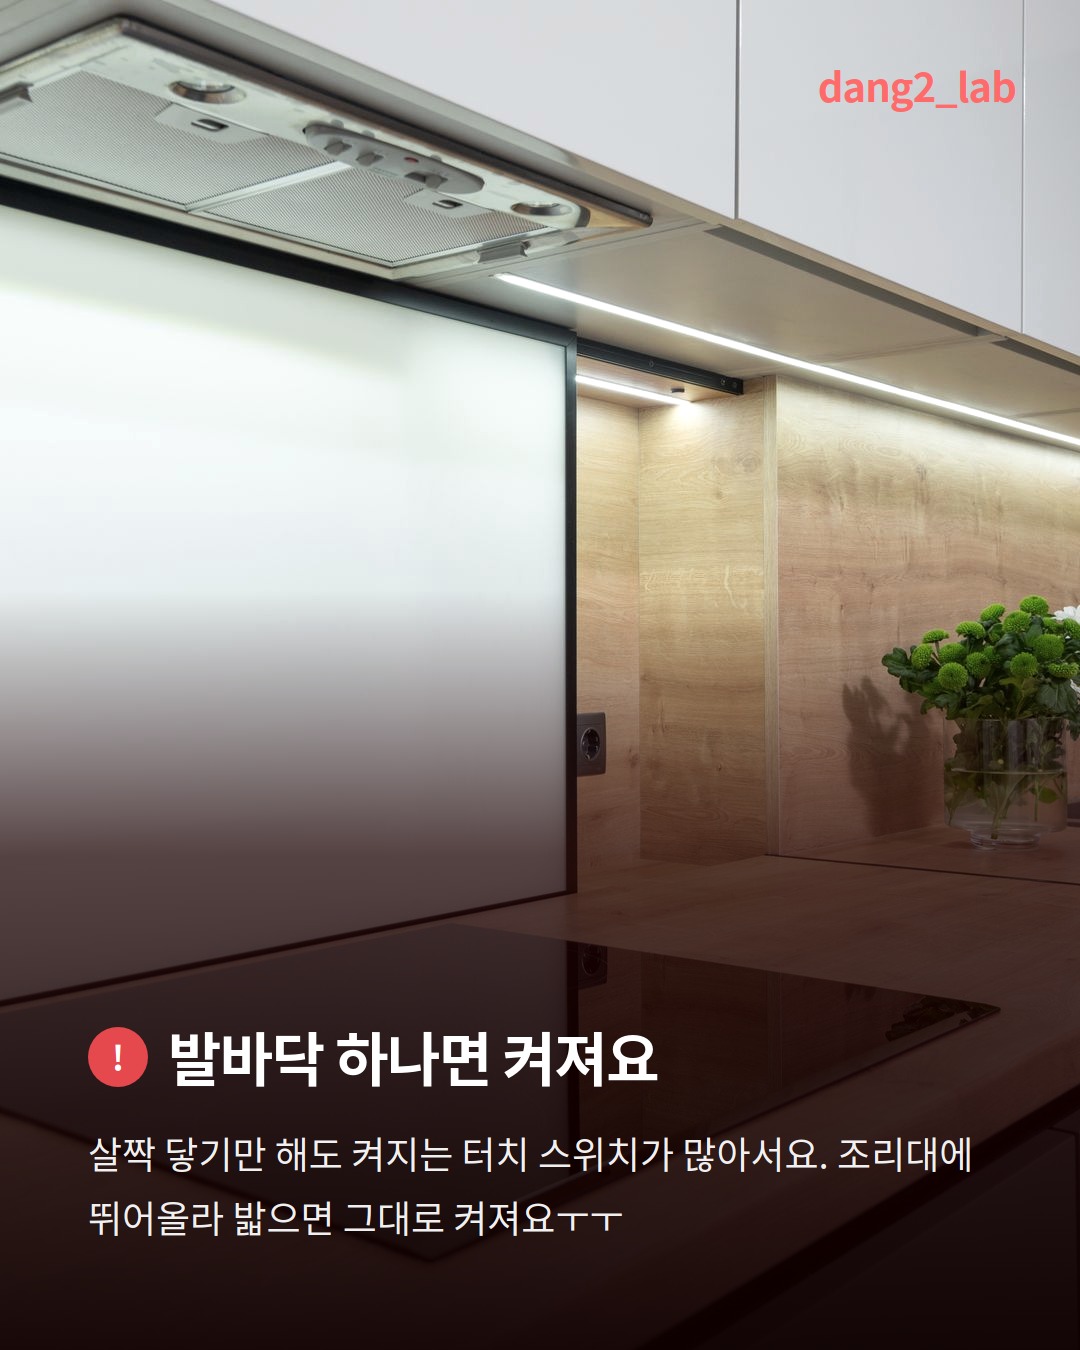 dang2_lab
! 발바닥 하나면 켜져요
살짝 닿기만 해도 켜지는 터치 스위치가 많아서요. 조리대에
뛰어올라 밟으면 그대로 켜져요ㅜㅜ